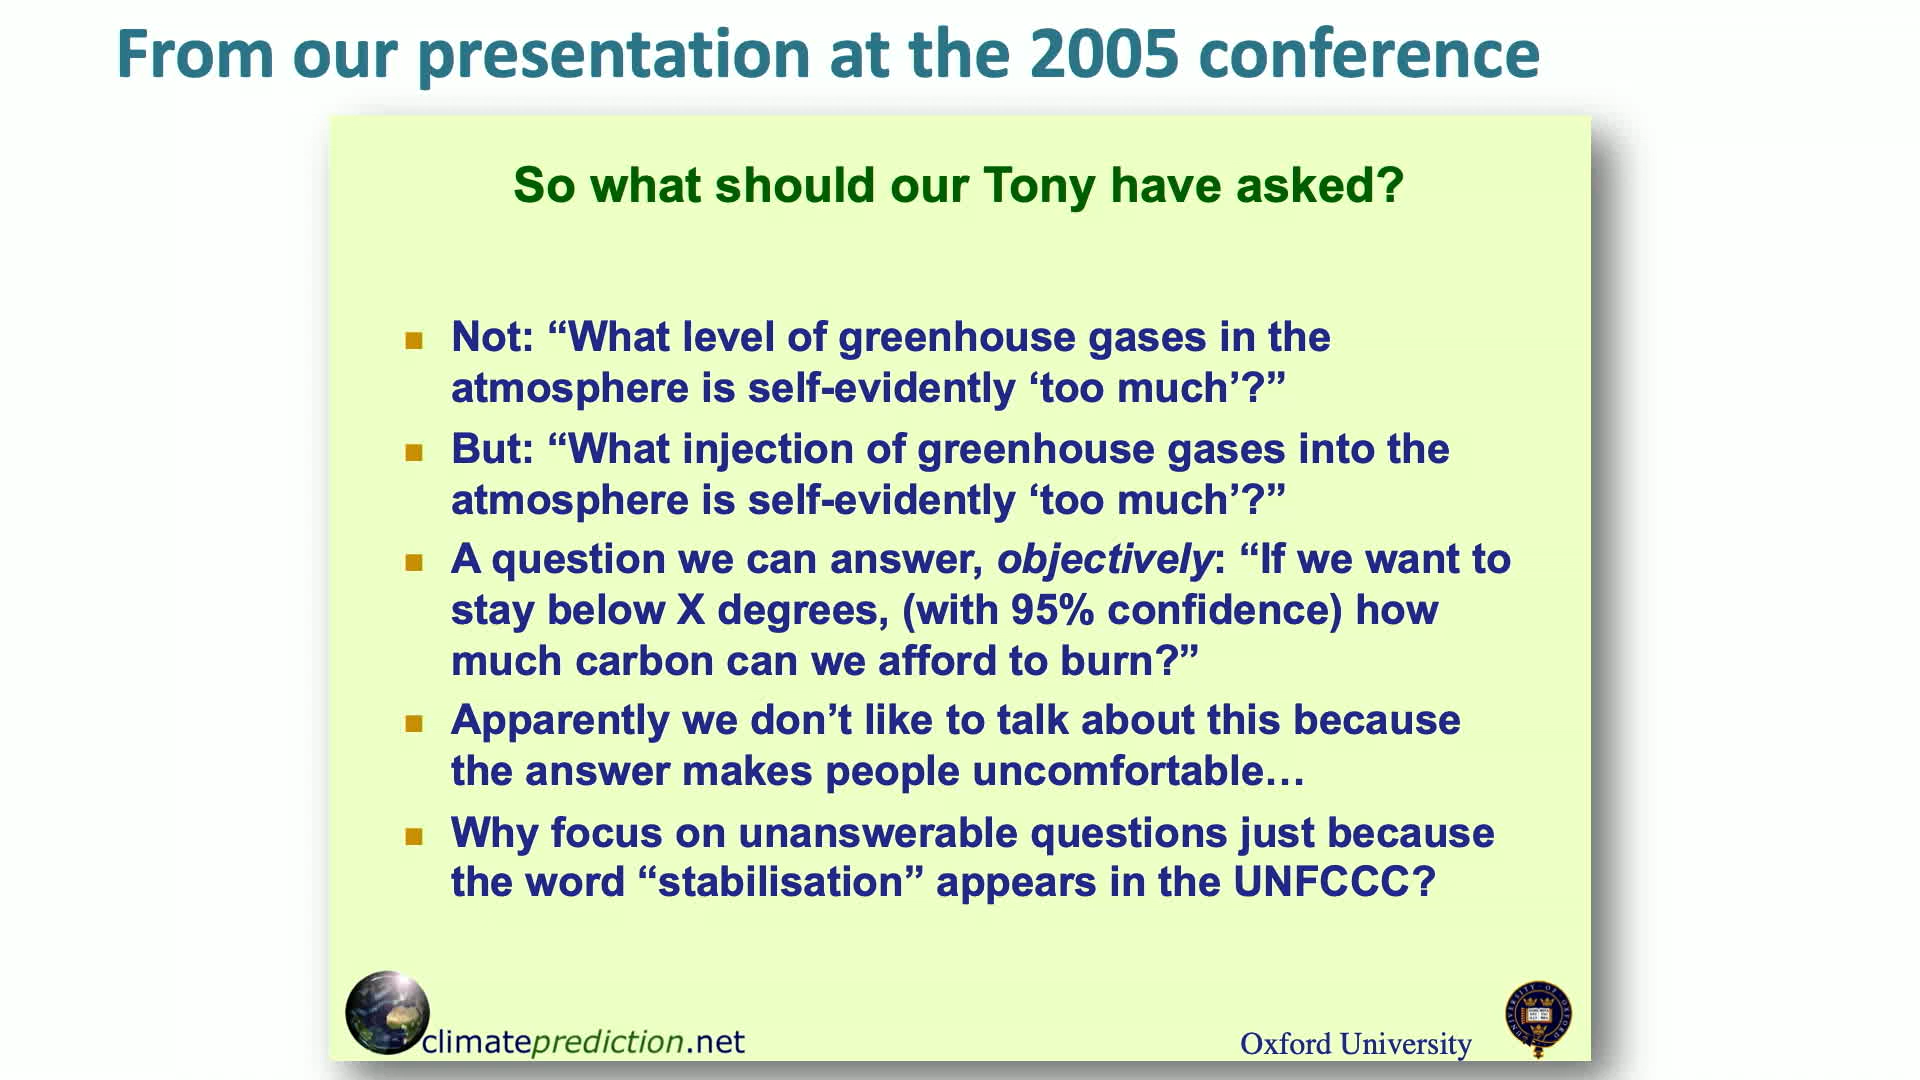 From our presentation at the 2005 conference
So what should our Tony have asked?
Not: “What level of greenhouse gases in the
atmosphere is self-evidently ‘too much’?”
But: “What injection of greenhouse gases into the
atmosphere is self-evidently ‘too much’?”
A question we can answer, objectively: “If we want to
stay below X degrees, (with 95% confidence) how
much carbon can we afford to burn?”
Apparently we don’t like to talk about this because
the answer makes people uncomfortable…
Why focus on unanswerable questions just because
the word “stabilisation” appears in the UNFCCC?
climateprediction.net
Oxford University
UNIVERSITY OF OXFORD